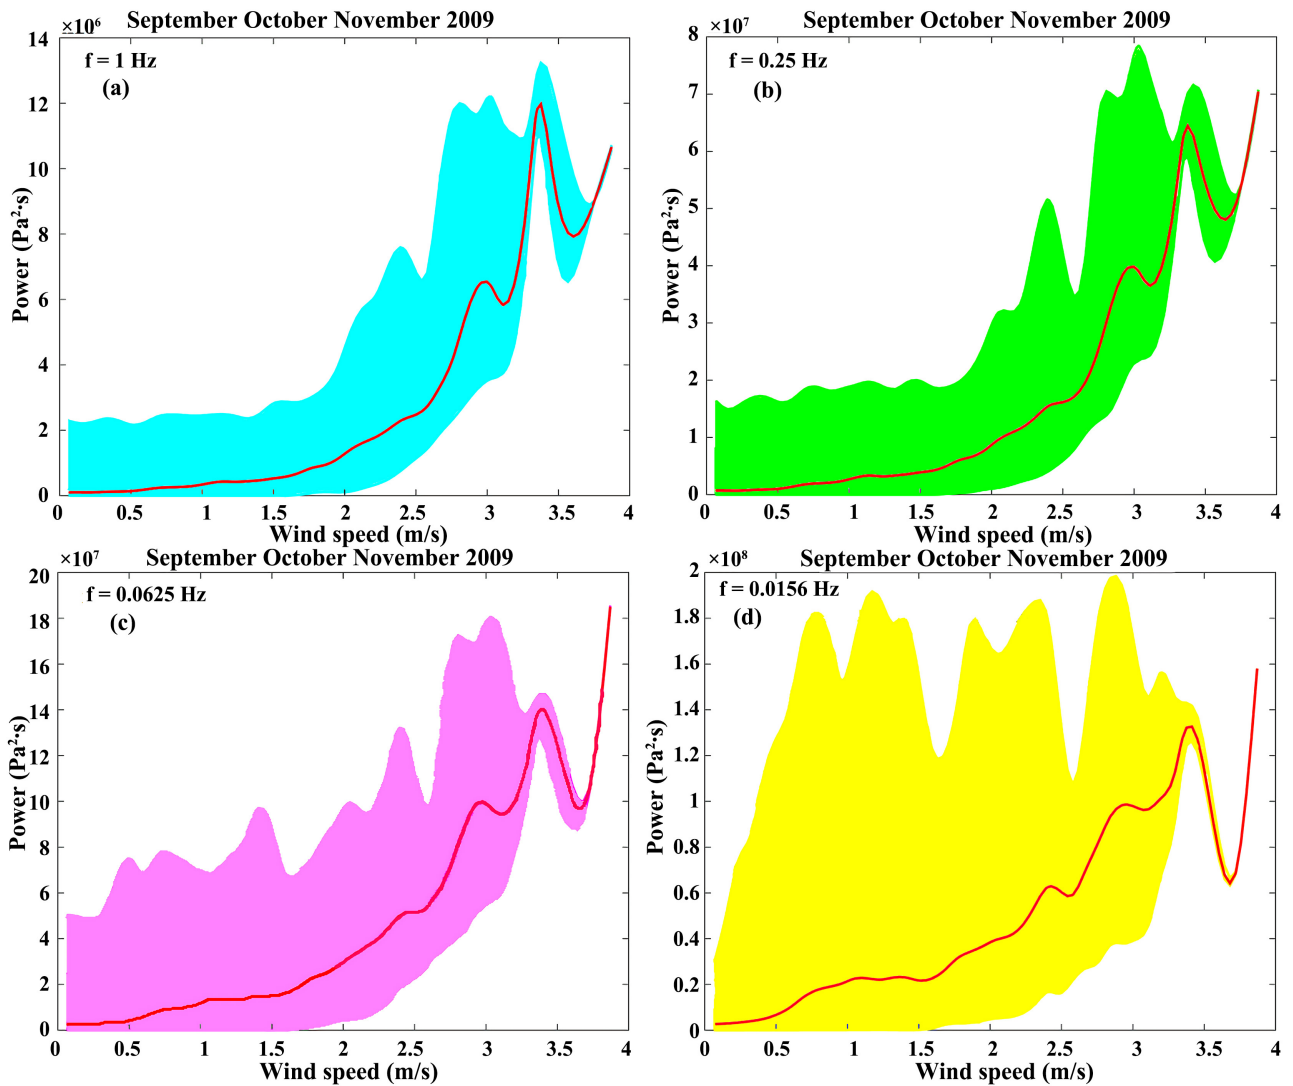 September October November 2009
×10⁶
f = 1 Hz
(a)
14
12
10
8
6
4
2
0
Power (Pa²·s)
0 0.5 1 1.5 2 2.5 3 3.5 4
Wind speed (m/s)
September October November 2009
×10⁷
f = 0.25 Hz
(b)
8
7
6
5
4
3
2
1
0
Power (Pa²·s)
0 0.5 1 1.5 2 2.5 3 3.5 4
Wind speed (m/s)
September October November 2009
×10⁷
f = 0.0625 Hz
(c)
20
18
16
14
12
10
8
6
4
2
0
Power (Pa²·s)
0 0.5 1 1.5 2 2.5 3 3.5 4
Wind speed (m/s)
September October November 2009
×10⁸
f = 0.0156 Hz
(d)
2
1.8
1.6
1.4
1.2
1
0.8
0.6
0.4
0.2
0
Power (Pa²·s)
0 0.5 1 1.5 2 2.5 3 3.5 4
Wind speed (m/s)